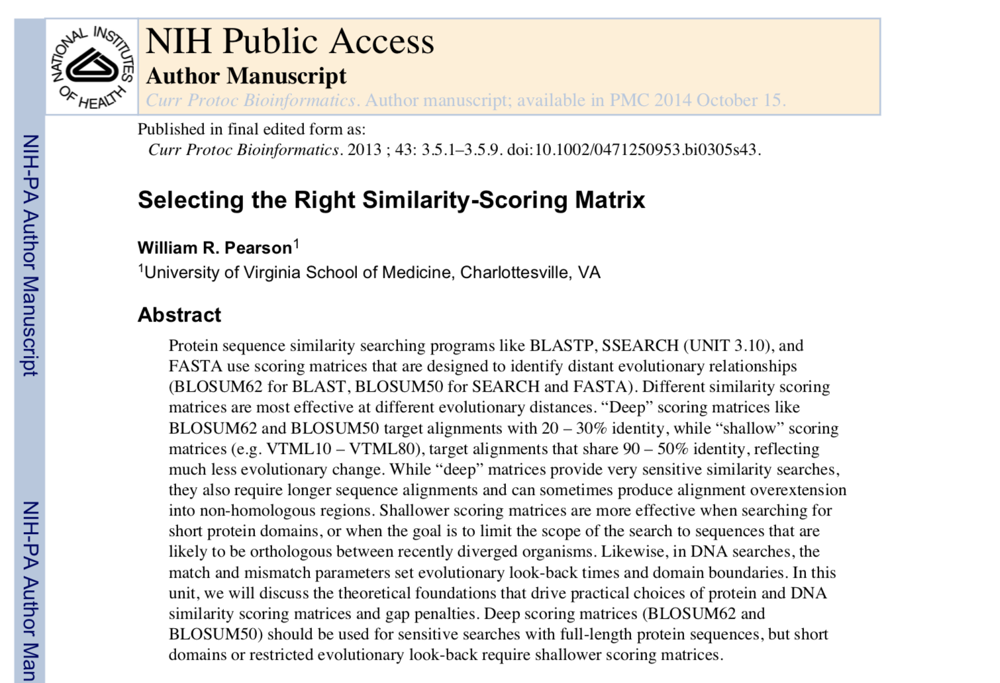 NATIONAL INSTITUTES OF HEALTH
NIH Public Access
Author Manuscript
Curr Protoc Bioinformatics. Author manuscript; available in PMC 2014 October 15.
Published in final edited form as:
Curr Protoc Bioinformatics. 2013 ; 43: 3.5.1–3.5.9. doi:10.1002/0471250953.bi0305s43.
Selecting the Right Similarity-Scoring Matrix
William R. Pearson1
1University of Virginia School of Medicine, Charlottesville, VA
Abstract
Protein sequence similarity searching programs like BLASTP, SSEARCH (UNIT 3.10), and
FASTA use scoring matrices that are designed to identify distant evolutionary relationships
(BLOSUM62 for BLAST, BLOSUM50 for SEARCH and FASTA). Different similarity scoring
matrices are most effective at different evolutionary distances. “Deep” scoring matrices like
BLOSUM62 and BLOSUM50 target alignments with 20 – 30% identity, while “shallow” scoring
matrices (e.g. VTML10 – VTML80), target alignments that share 90 – 50% identity, reflecting
much less evolutionary change. While “deep” matrices provide very sensitive similarity searches,
they also require longer sequence alignments and can sometimes produce alignment overextension
into non-homologous regions. Shallower scoring matrices are more effective when searching for
short protein domains, or when the goal is to limit the scope of the search to sequences that are
likely to be orthologous between recently diverged organisms. Likewise, in DNA searches, the
match and mismatch parameters set evolutionary look-back times and domain boundaries. In this
unit, we will discuss the theoretical foundations that drive practical choices of protein and DNA
similarity scoring matrices and gap penalties. Deep scoring matrices (BLOSUM62 and
BLOSUM50) should be used for sensitive searches with full-length protein sequences, but short
domains or restricted evolutionary look-back require shallower scoring matrices.
NIH-PA Author Manuscript
NIH-PA Author Man